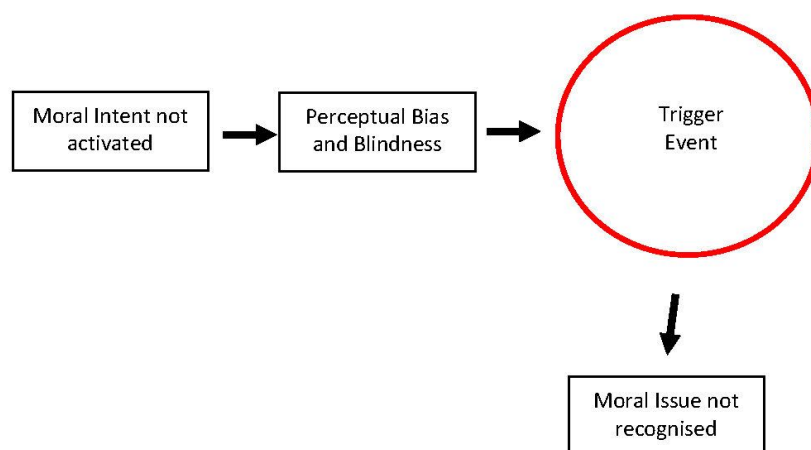 Moral Intent not
activated
Perceptual Bias
and Blindness
Trigger
Event
Moral Issue not
recognised